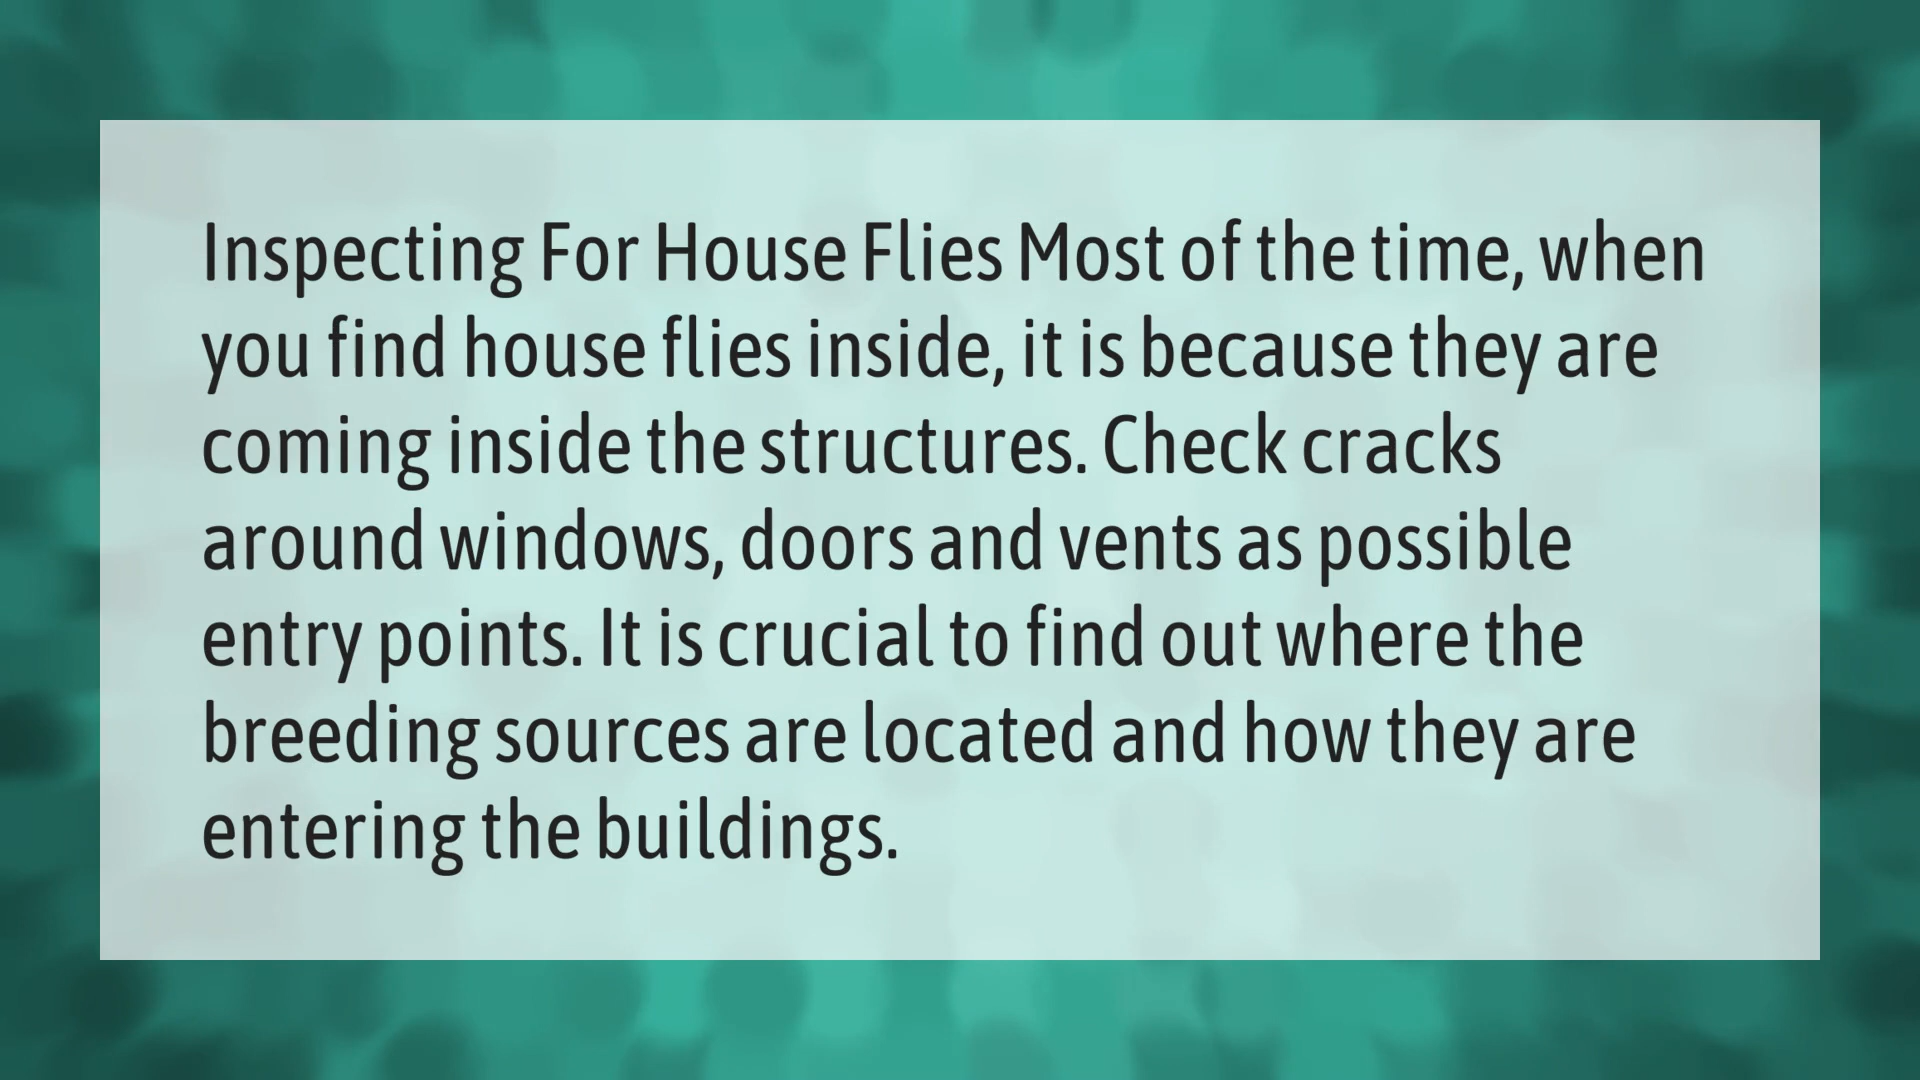 Inspecting For House Flies Most of the time, when
you find house flies inside, it is because they are
coming inside the structures. Check cracks
around windows, doors and vents as possible
entry points. It is crucial to find out where the
breeding sources are located and how they are
entering the buildings.